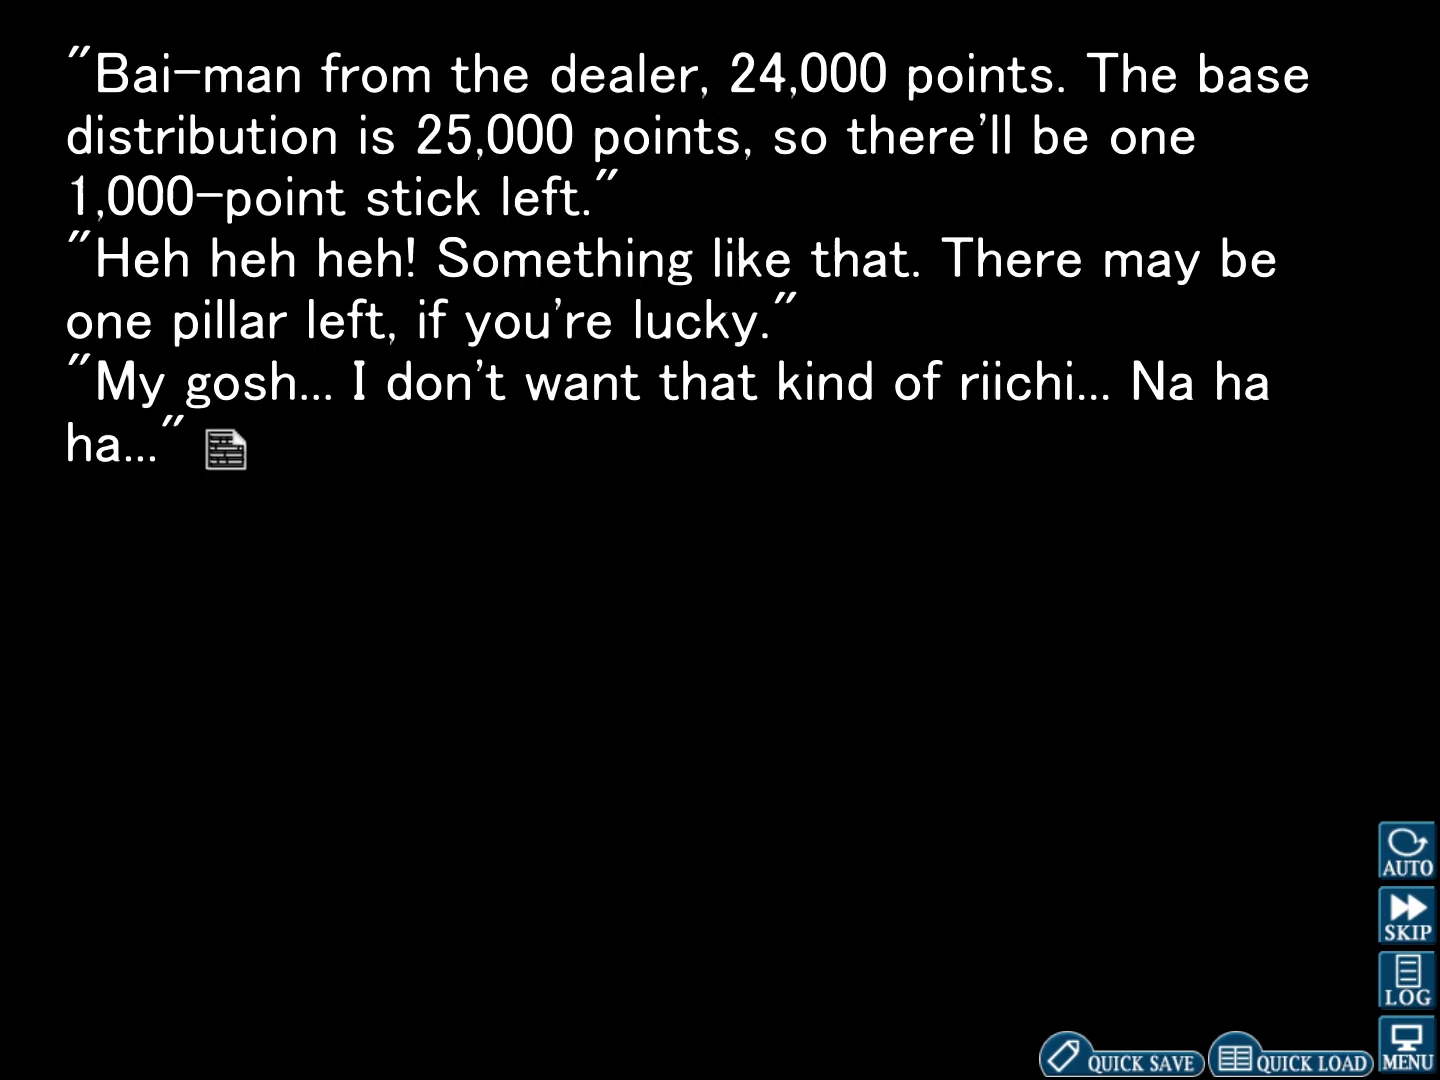 "Bai-man from the dealer, 24,000 points. The base
distribution is 25,000 points, so there'll be one
1,000-point stick left."
"Heh heh heh! Something like that. There may be
one pillar left, if you're lucky."
"My gosh... I don't want that kind of riichi... Na ha
ha..."
AUTO
SKIP
LOG
QUICK SAVE
QUICK LOAD
MENU